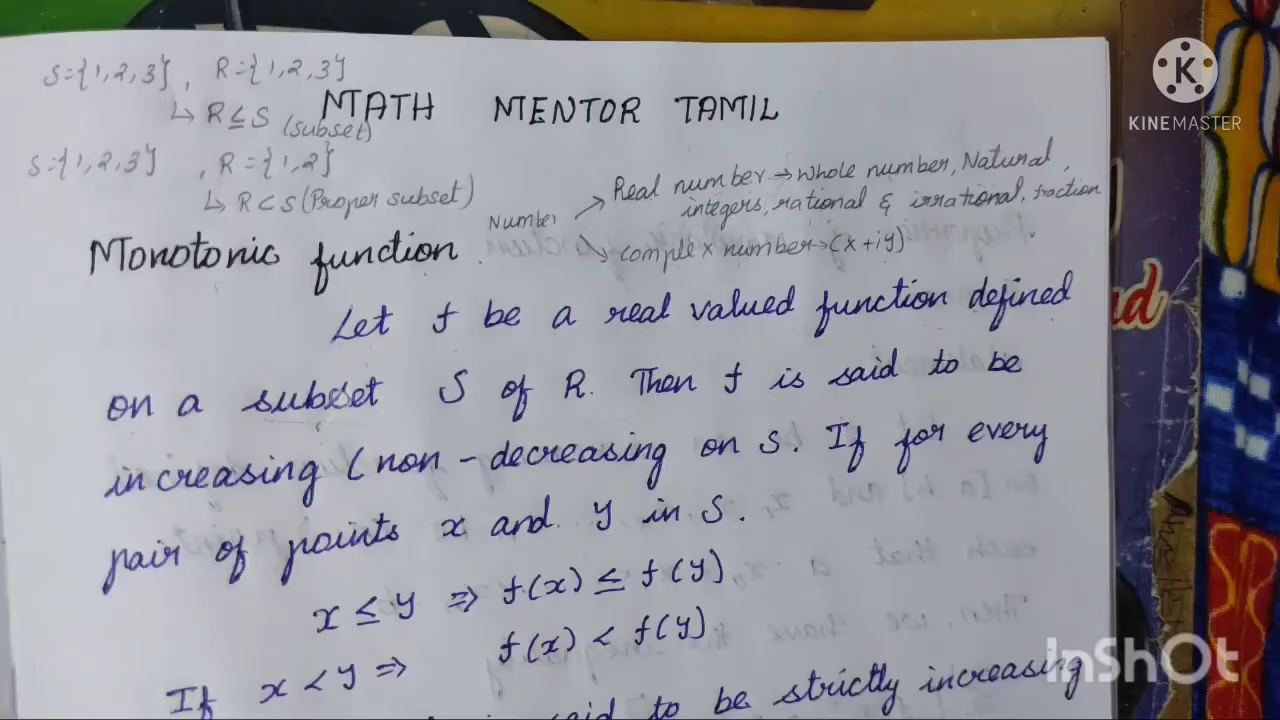 S={1,2,3}, R={1,2,3}
↳ R⊆S (subset)
MATH MENTOR TAMIL
S={1,2,3}, R={1,2}
↳ R⊂S (Proper subset)
Number → Real number → Whole number, Natural,
integers, rational & irrational, fraction
→ complex number → (x+iy)
Monotonic function.
Let f be a real valued function defined
on a subset S of R. Then f is said to be
increasing (non-decreasing on S. If for every
pair of points x and y in S.
x ≤ y ⇒ f(x) ≤ f(y)
If x < y ⇒ f(x) < f(y)
said to be strictly increasing
K
KINEMASTER
InShOt